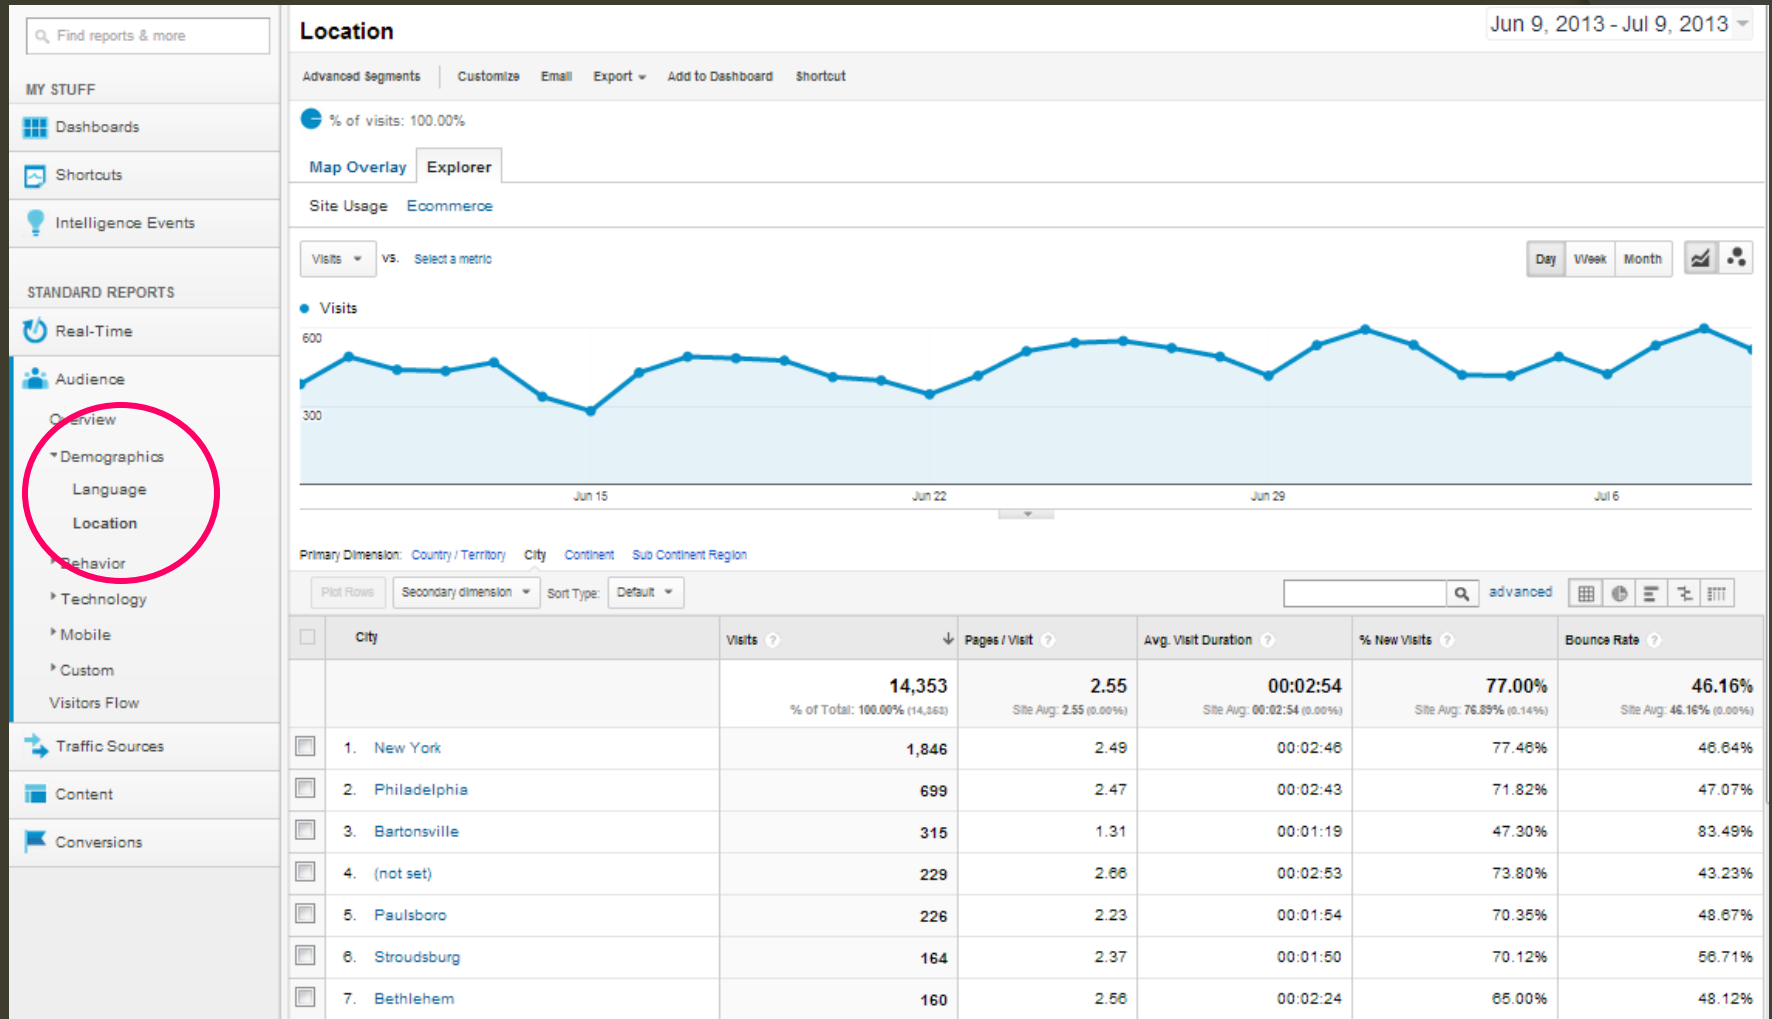 Find reports & more
MY STUFF
Dashboards
Shortcuts
Intelligence Events
STANDARD REPORTS
Real-Time
Audience
Overview
Demographics
Language
Location
Behavior
Technology
Mobile
Custom
Visitors Flow
Traffic Sources
Content
Conversions
Location
Jun 9, 2013 - Jul 9, 2013
Advanced Segments Customize Email Export Add to Dashboard Shortcut
% of visits: 100.00%
Map Overlay Explorer
Site Usage Ecommerce
Visits VS. Select a metric Day Week Month
Visits
600
300
Jun 15 Jun 22 Jun 29 Jul 6
Primary Dimension: Country / Territory City Continent Sub Continent Region
Plot Rows Secondary dimension Sort Type: Default advanced
City Visits ? Pages / Visit ? Avg. Visit Duration ? % New Visits ? Bounce Rate ?
14,353 2.55 00:02:54 77.00% 46.16%
% of Total: 100.00% (14,353) Site Avg: 2.55 (0.00%) Site Avg: 00:02:54 (0.00%) Site Avg: 76.89% (0.14%) Site Avg: 46.16% (0.00%)
1. New York 1,846 2.49 00:02:46 77.46% 46.64%
2. Philadelphia 699 2.47 00:02:43 71.82% 47.07%
3. Bartonsville 315 1.31 00:01:19 47.30% 83.49%
4. (not set) 229 2.66 00:02:53 73.80% 43.23%
5. Paulsboro 226 2.23 00:01:54 70.35% 48.67%
6. Stroudsburg 164 2.37 00:01:50 70.12% 56.71%
7. Bethlehem 160 2.56 00:02:24 65.00% 48.12%